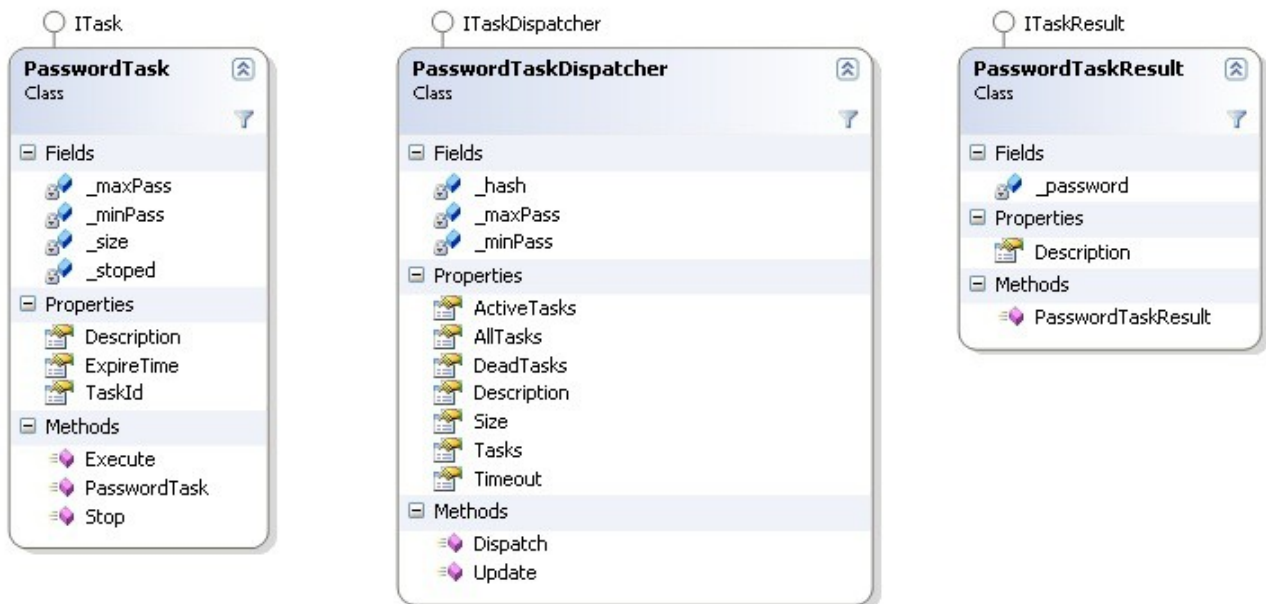 ITask
PasswordTask
Class
Fields
_maxPass
_minPass
_size
_stoped
Properties
Description
ExpireTime
TaskId
Methods
Execute
PasswordTask
Stop
ITaskDispatcher
PasswordTaskDispatcher
Class
Fields
_hash
_maxPass
_minPass
Properties
ActiveTasks
AllTasks
DeadTasks
Description
Size
Tasks
Timeout
Methods
Dispatch
Update
ITaskResult
PasswordTaskResult
Class
Fields
_password
Properties
Description
Methods
PasswordTaskResult